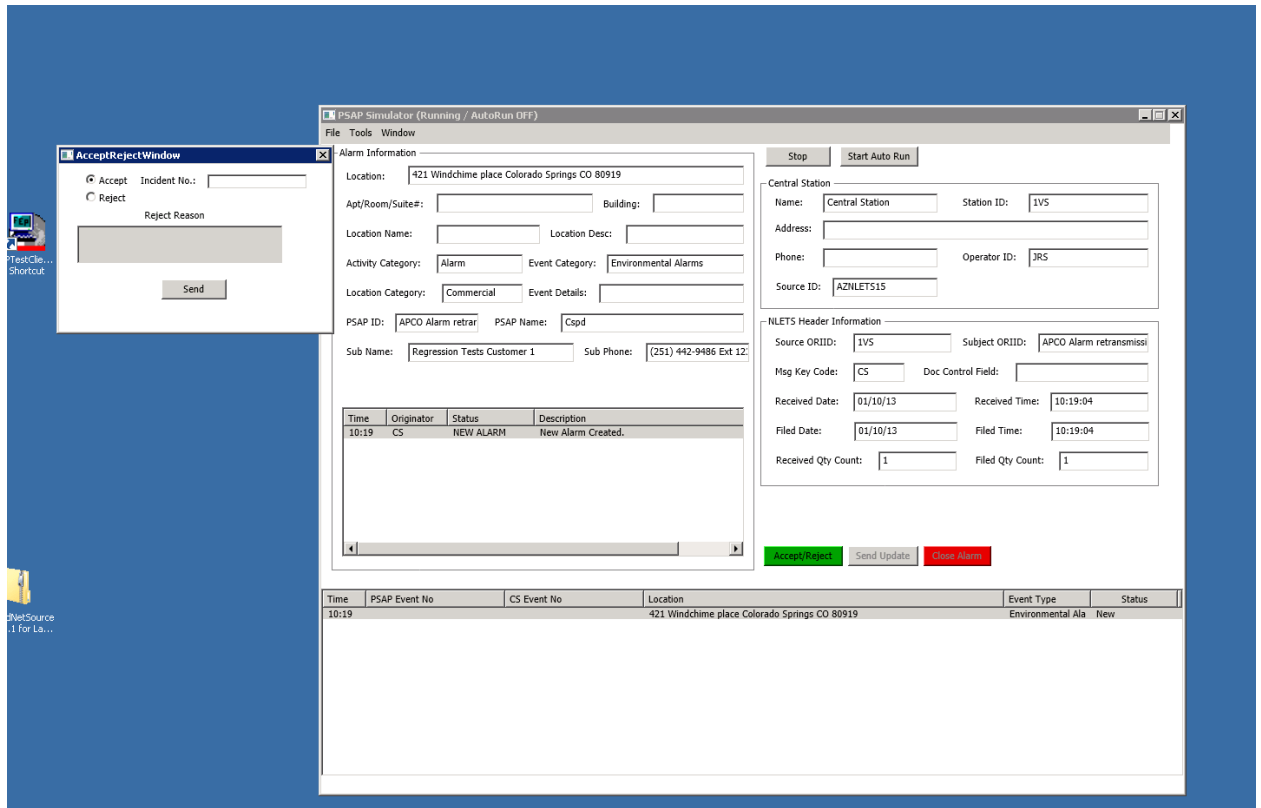 PSAP Simulator (Running / AutoRun OFF)
File Tools Window
AcceptRejectWindow
Accept Incident No.:
Reject
Reject Reason
Send
PTestClie...
Shortcut
dNetSource
.1 for La...
Alarm Information
Location: 421 Windchime place Colorado Springs CO 80919
Apt/Room/Suite#: Building:
Location Name: Location Desc:
Activity Category: Alarm Event Category: Environmental Alarms
Location Category: Commercial Event Details:
PSAP ID: APCO Alarm retrar PSAP Name: Cspd
Sub Name: Regression Tests Customer 1 Sub Phone: (251) 442-9486 Ext 12
Time Originator Status Description
10:19 CS NEW ALARM New Alarm Created.
Stop Start Auto Run
Central Station
Name: Central Station Station ID: 1VS
Address:
Phone: Operator ID: JRS
Source ID: AZNLETS15
NLETS Header Information
Source ORIID: 1VS Subject ORIID: APCO Alarm retransmissi
Msg Key Code: CS Doc Control Field:
Received Date: 01/10/13 Received Time: 10:19:04
Filed Date: 01/10/13 Filed Time: 10:19:04
Received Qty Count: 1 Filed Qty Count: 1
Accept/Reject Send Update Close Alarm
Time PSAP Event No CS Event No Location Event Type Status
10:19 421 Windchime place Colorado Springs CO 80919 Environmental Ala New